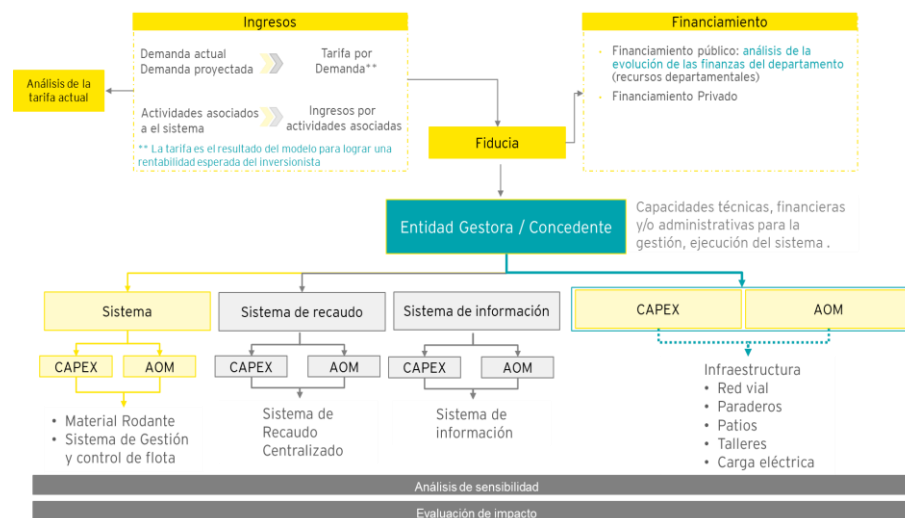 Ingresos
Demanda actual
Demanda proyectada
Tarifa por
Demanda**
Actividades asociados
a el sistema
Ingresos por
actividades asociadas
** La tarifa es el resultado del modelo para lograr una
rentabilidad esperada del inversionista
Análisis de la
tarifa actual
Financiamiento
- Financiamiento público: análisis de la
evolución de las finanzas del departamento
(recursos departamentales)
- Financiamiento Privado
Fiducia
Entidad Gestora / Concedente
Capacidades técnicas, financieras
y/o administrativas para la
gestión, ejecución del sistema .
Sistema
CAPEX
AOM
• Material Rodante
• Sistema de Gestión
y control de flota
Sistema de recaudo
CAPEX
AOM
Sistema de
Recaudo
Centralizado
Sistema de información
CAPEX
AOM
Sistema de
información
CAPEX
AOM
Infraestructura
• Red vial
• Paraderos
• Patios
• Talleres
• Carga eléctrica
Análisis de sensibilidad
Evaluación de impacto